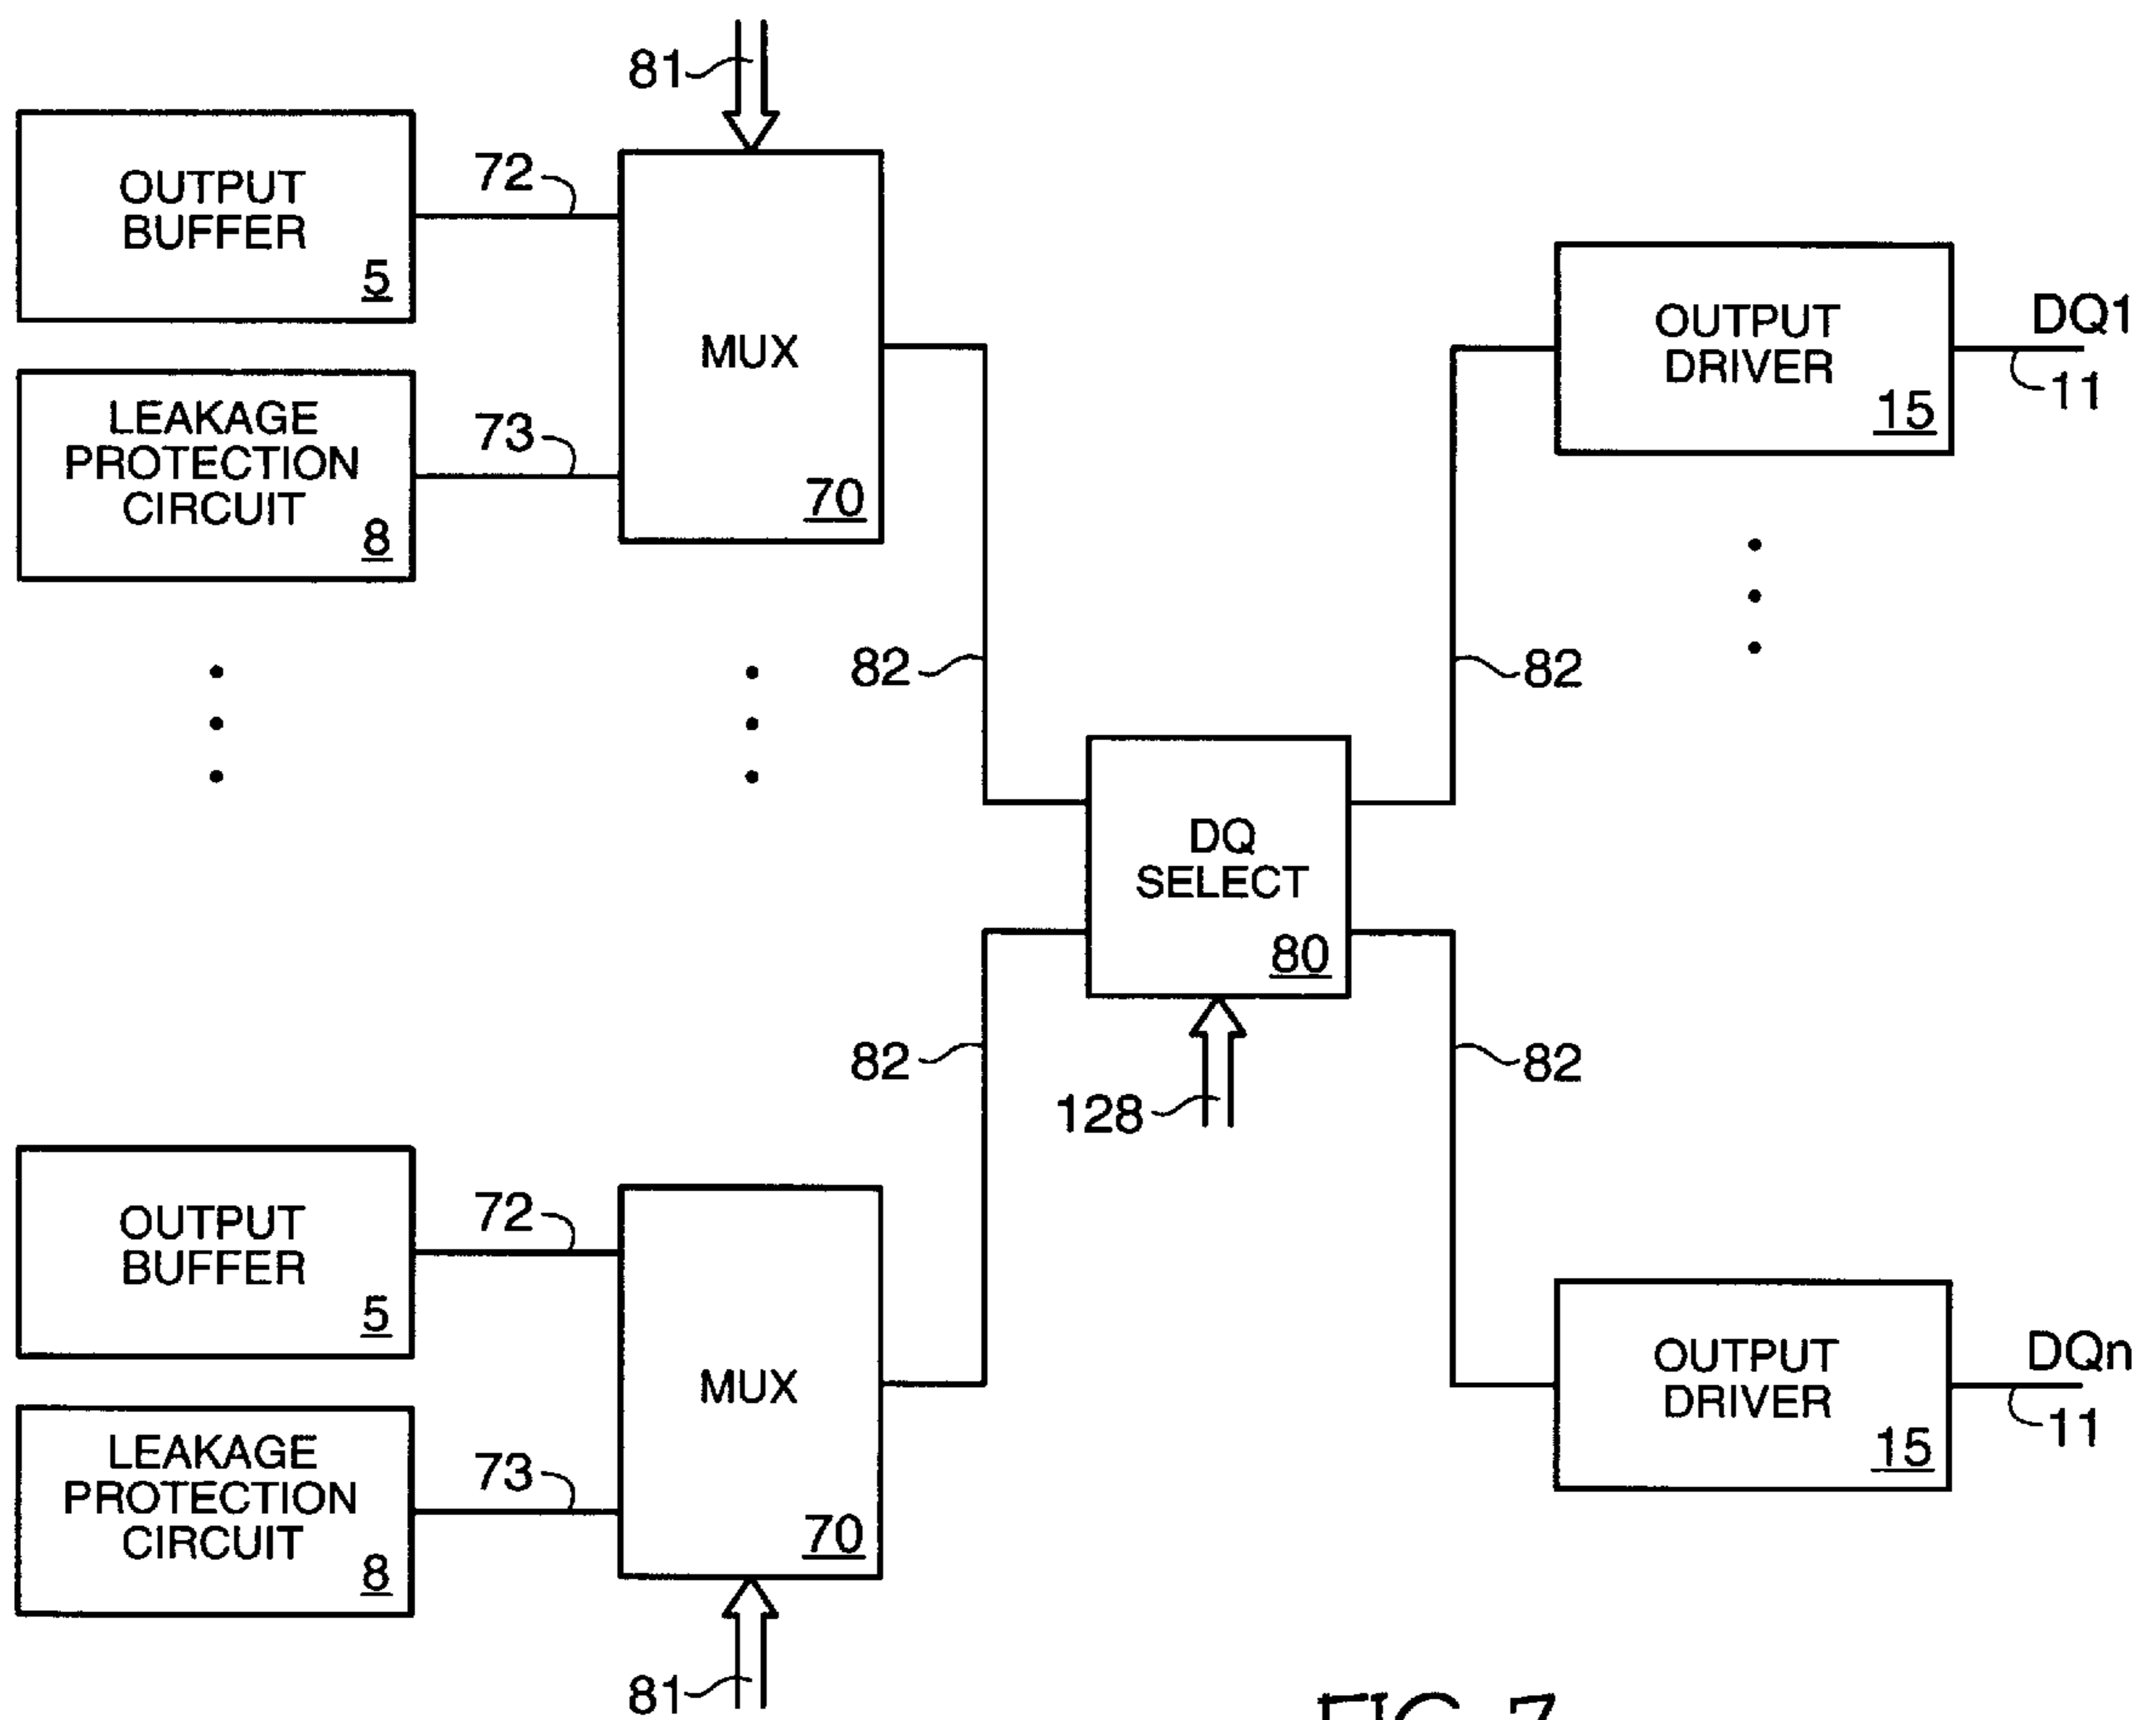 81
OUTPUT
BUFFER
5
72
MUX
70
LEAKAGE
PROTECTION
CIRCUIT
8
73
OUTPUT
DRIVER
15
DQ1
11
82
82
DQ
SELECT
80
128
82
82
OUTPUT
BUFFER
5
72
MUX
70
LEAKAGE
PROTECTION
CIRCUIT
8
73
81
OUTPUT
DRIVER
15
DQn
11
FIG. 7